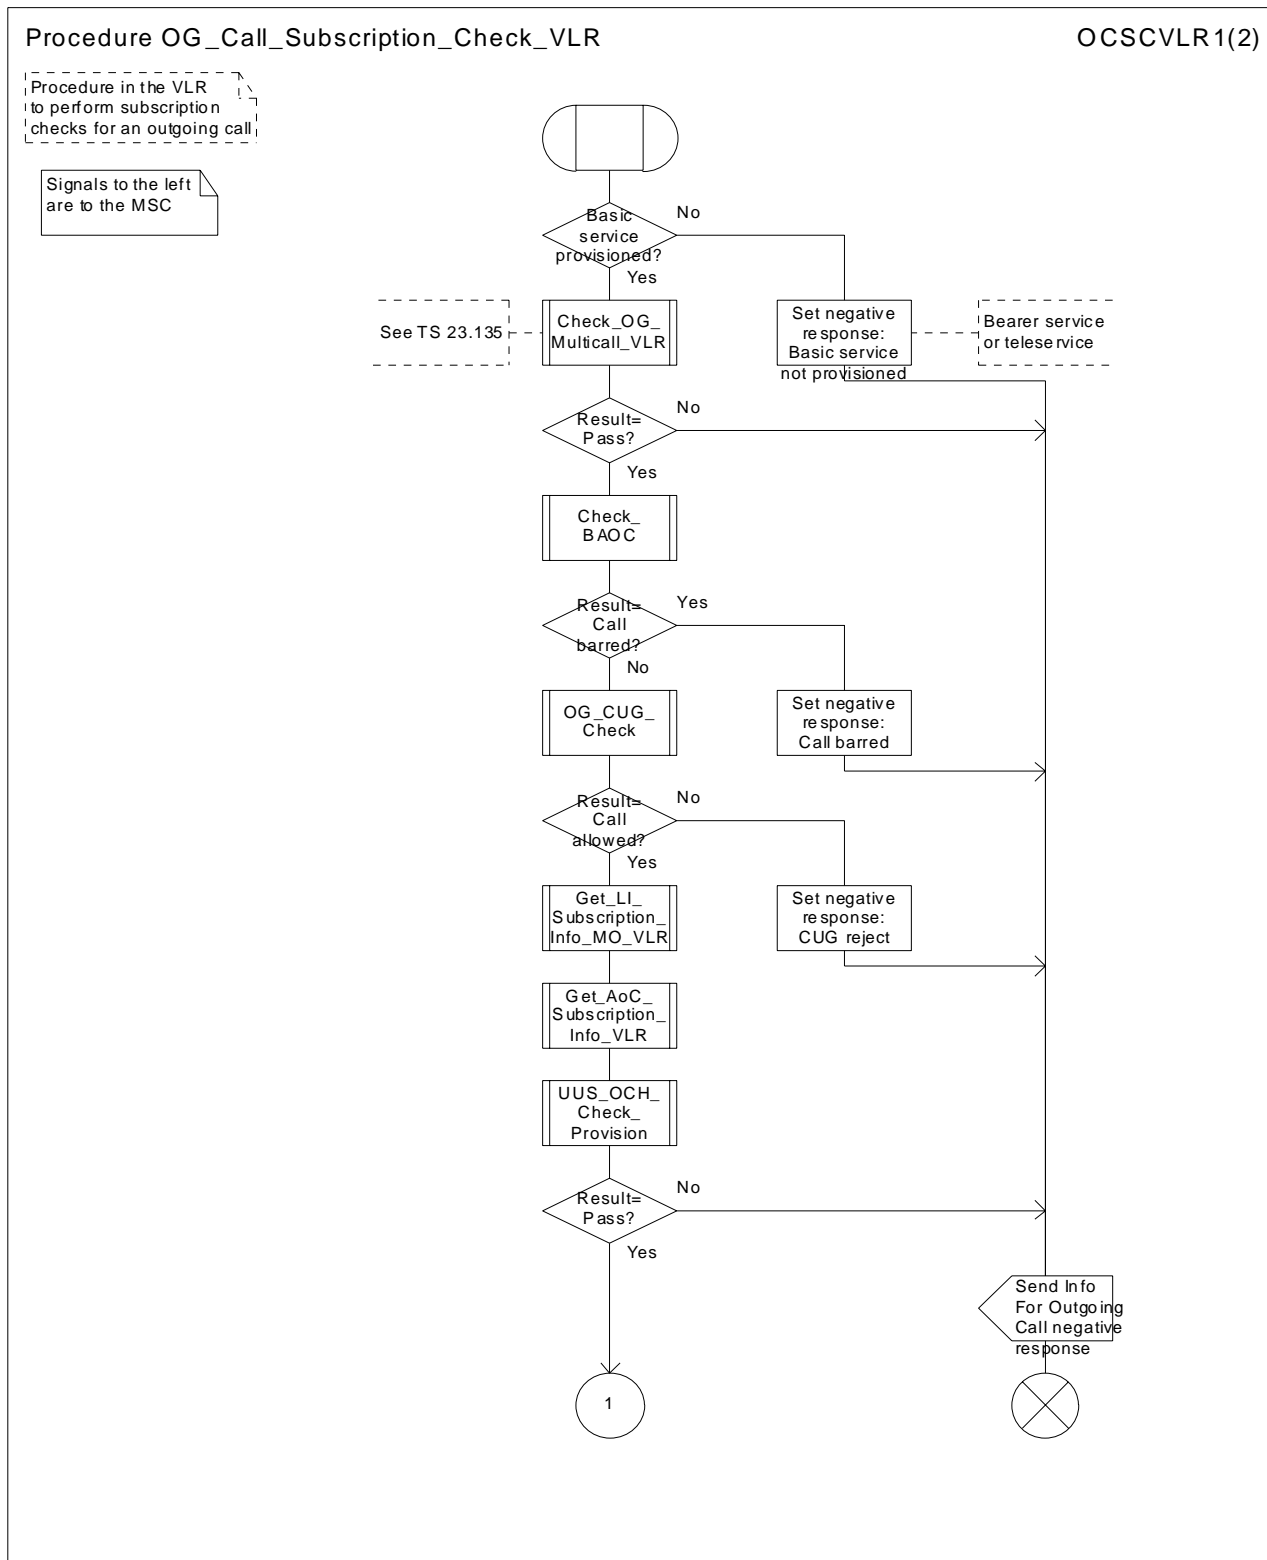 Procedure OG_Call_Subscription_Check_VLR
OCSCVLR1(2)
Procedure in the VLR
to perform subscription
checks for an outgoing call
Signals to the left
are to the MSC
Basic
service
provisioned?
No
Yes
See TS 23.135
Check_OG_
Multicall_VLR
Set negative
response:
Basic service
not provisioned
Bearer service
or teleservice
Result=
Pass?
No
Yes
Check_
BAOC
Result=
Call
barred?
Yes
No
OG_CUG_
Check
Set negative
response:
Call barred
Result=
Call
allowed?
No
Yes
Get_LI_
Subscription_
Info_MO_VLR
Set negative
response:
CUG reject
Get_AoC_
Subscription_
Info_VLR
UUS_OCH_
Check_
Provision
Result=
Pass?
No
Yes
Send Info
For Outgoing
Call negative
response
1